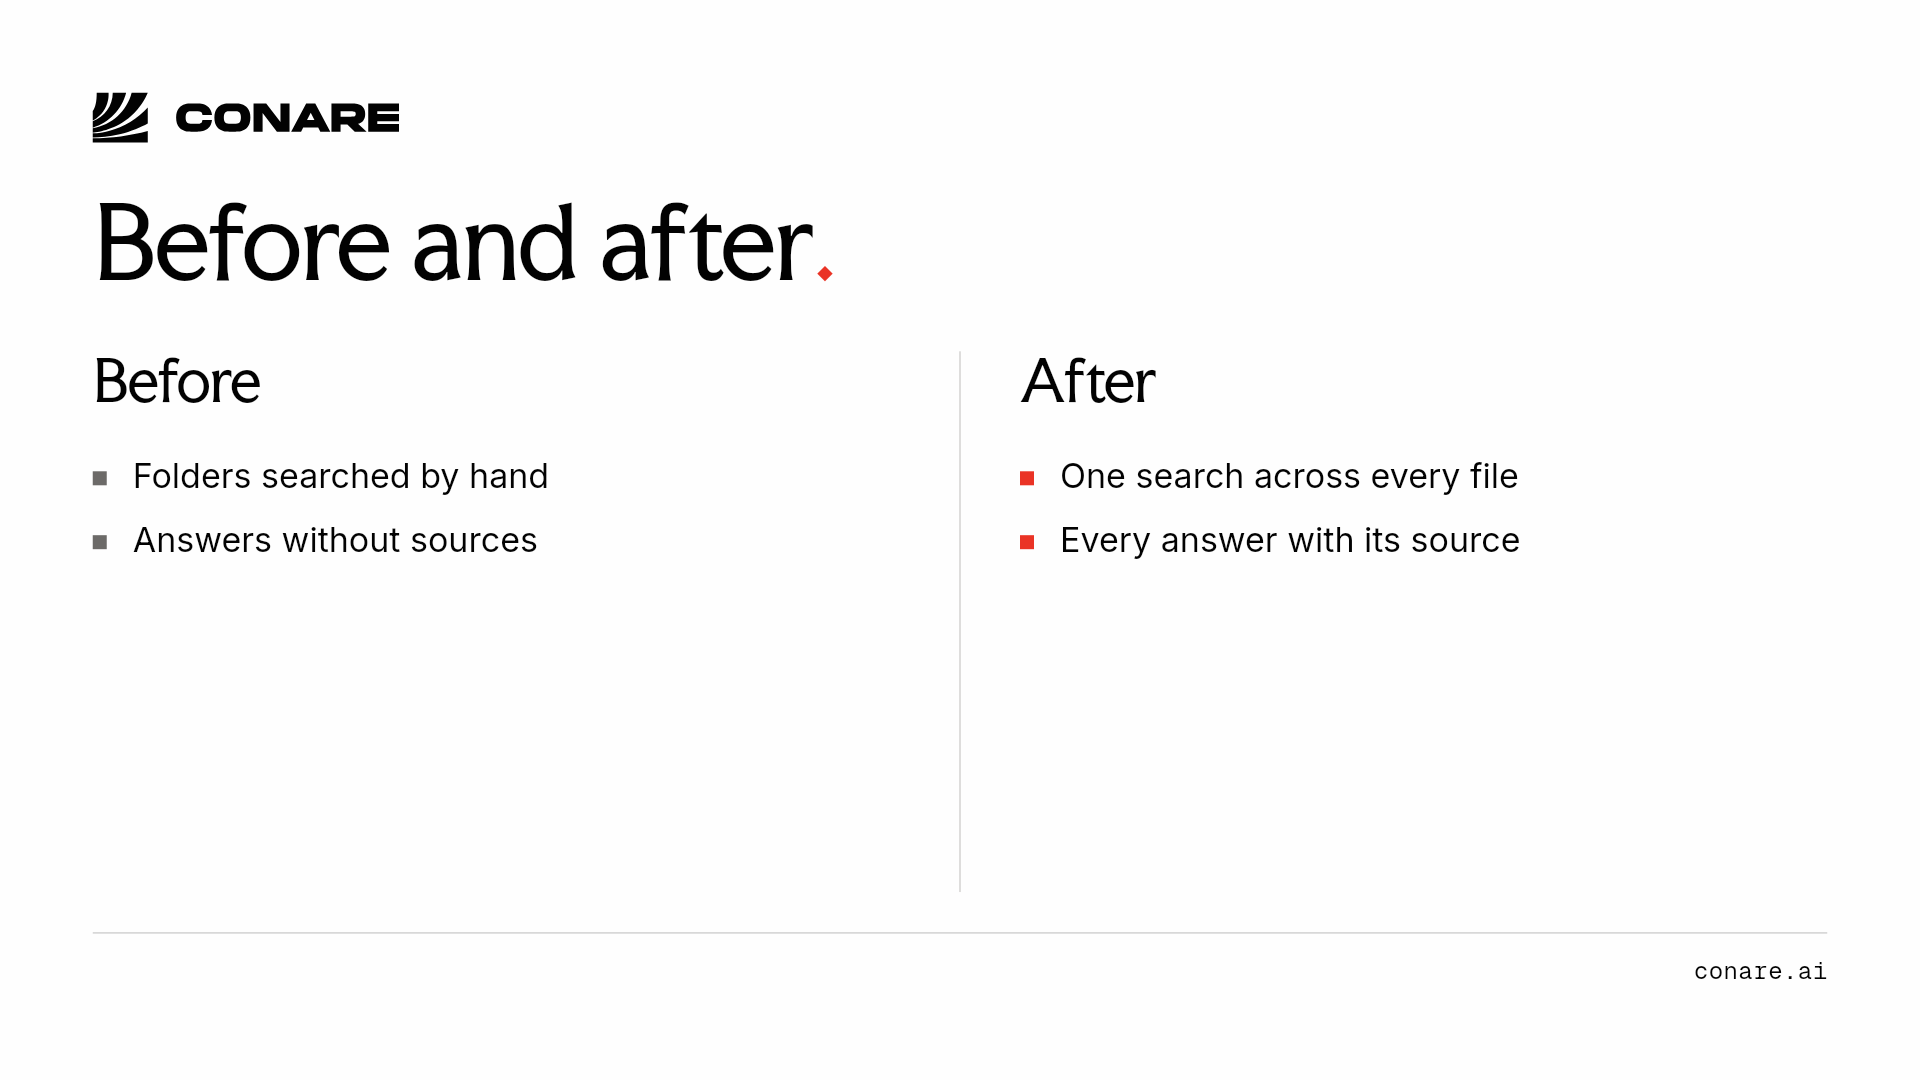 CONARE
Before and after.
Before
Folders searched by hand
Answers without sources
After
One search across every file
Every answer with its source
conare.ai